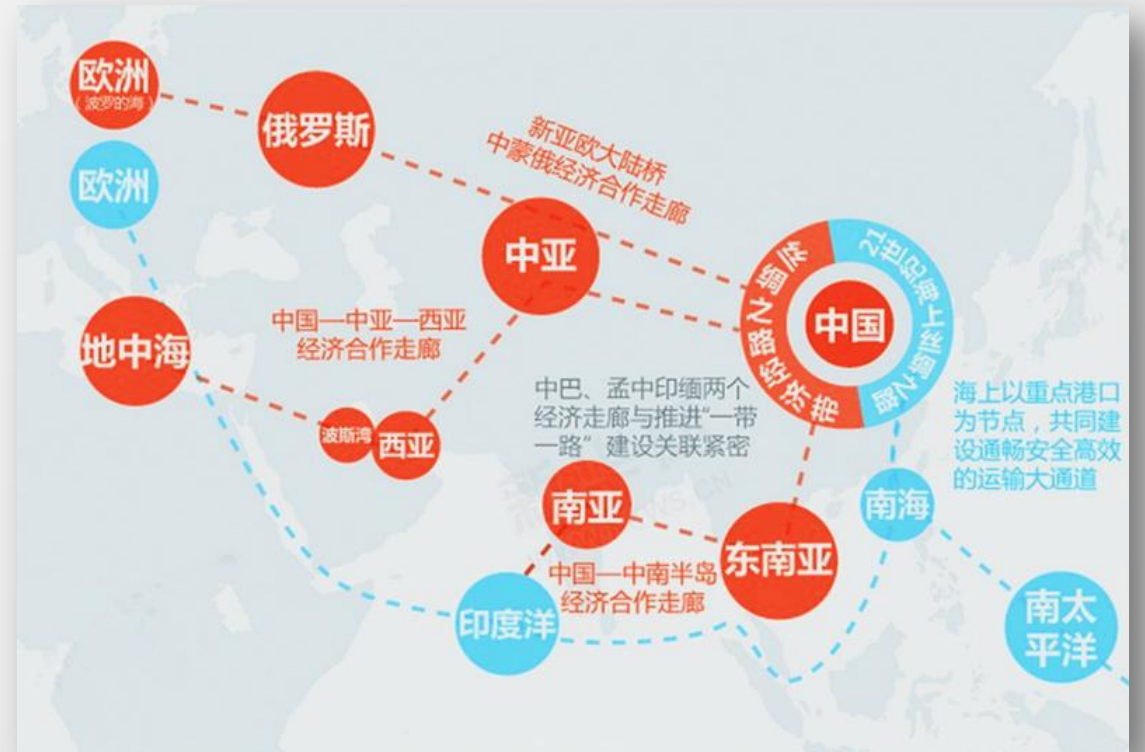 欧洲
（波罗的海）
俄罗斯
欧洲
新亚欧大陆桥
中蒙俄经济合作走廊
中亚
丝绸之路经济带
21世纪海上丝绸之路
中国
地中海
中国—中亚—西亚
经济合作走廊
波斯湾
西亚
中巴、孟中印缅两个
经济走廊与推进“一带
一路” 建设关联紧密
海上以重点港口
为节点，共同建
设通畅安全高效
的运输大通道
南亚
南海
东南亚
中国—中南半岛
经济合作走廊
印度洋
南太
平洋